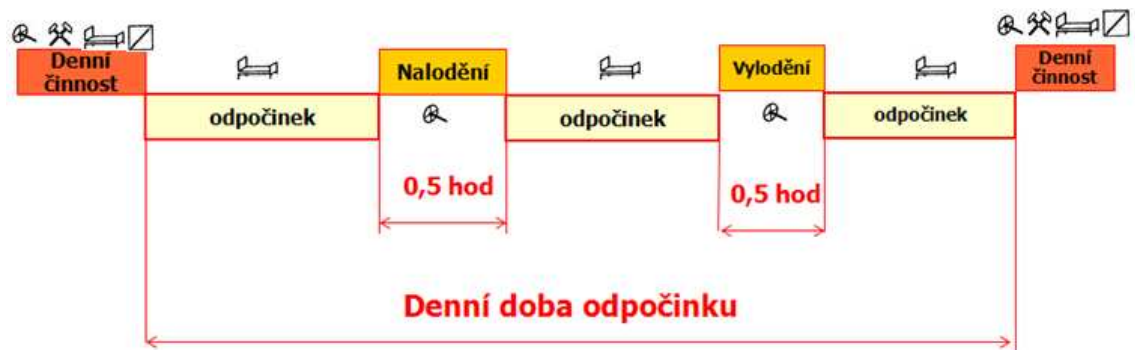 Denní
činnost
Nalodění
Vylodění
Denní
činnost
odpočinek
odpočinek
odpočinek
0,5 hod
0,5 hod
Denní doba odpočinku